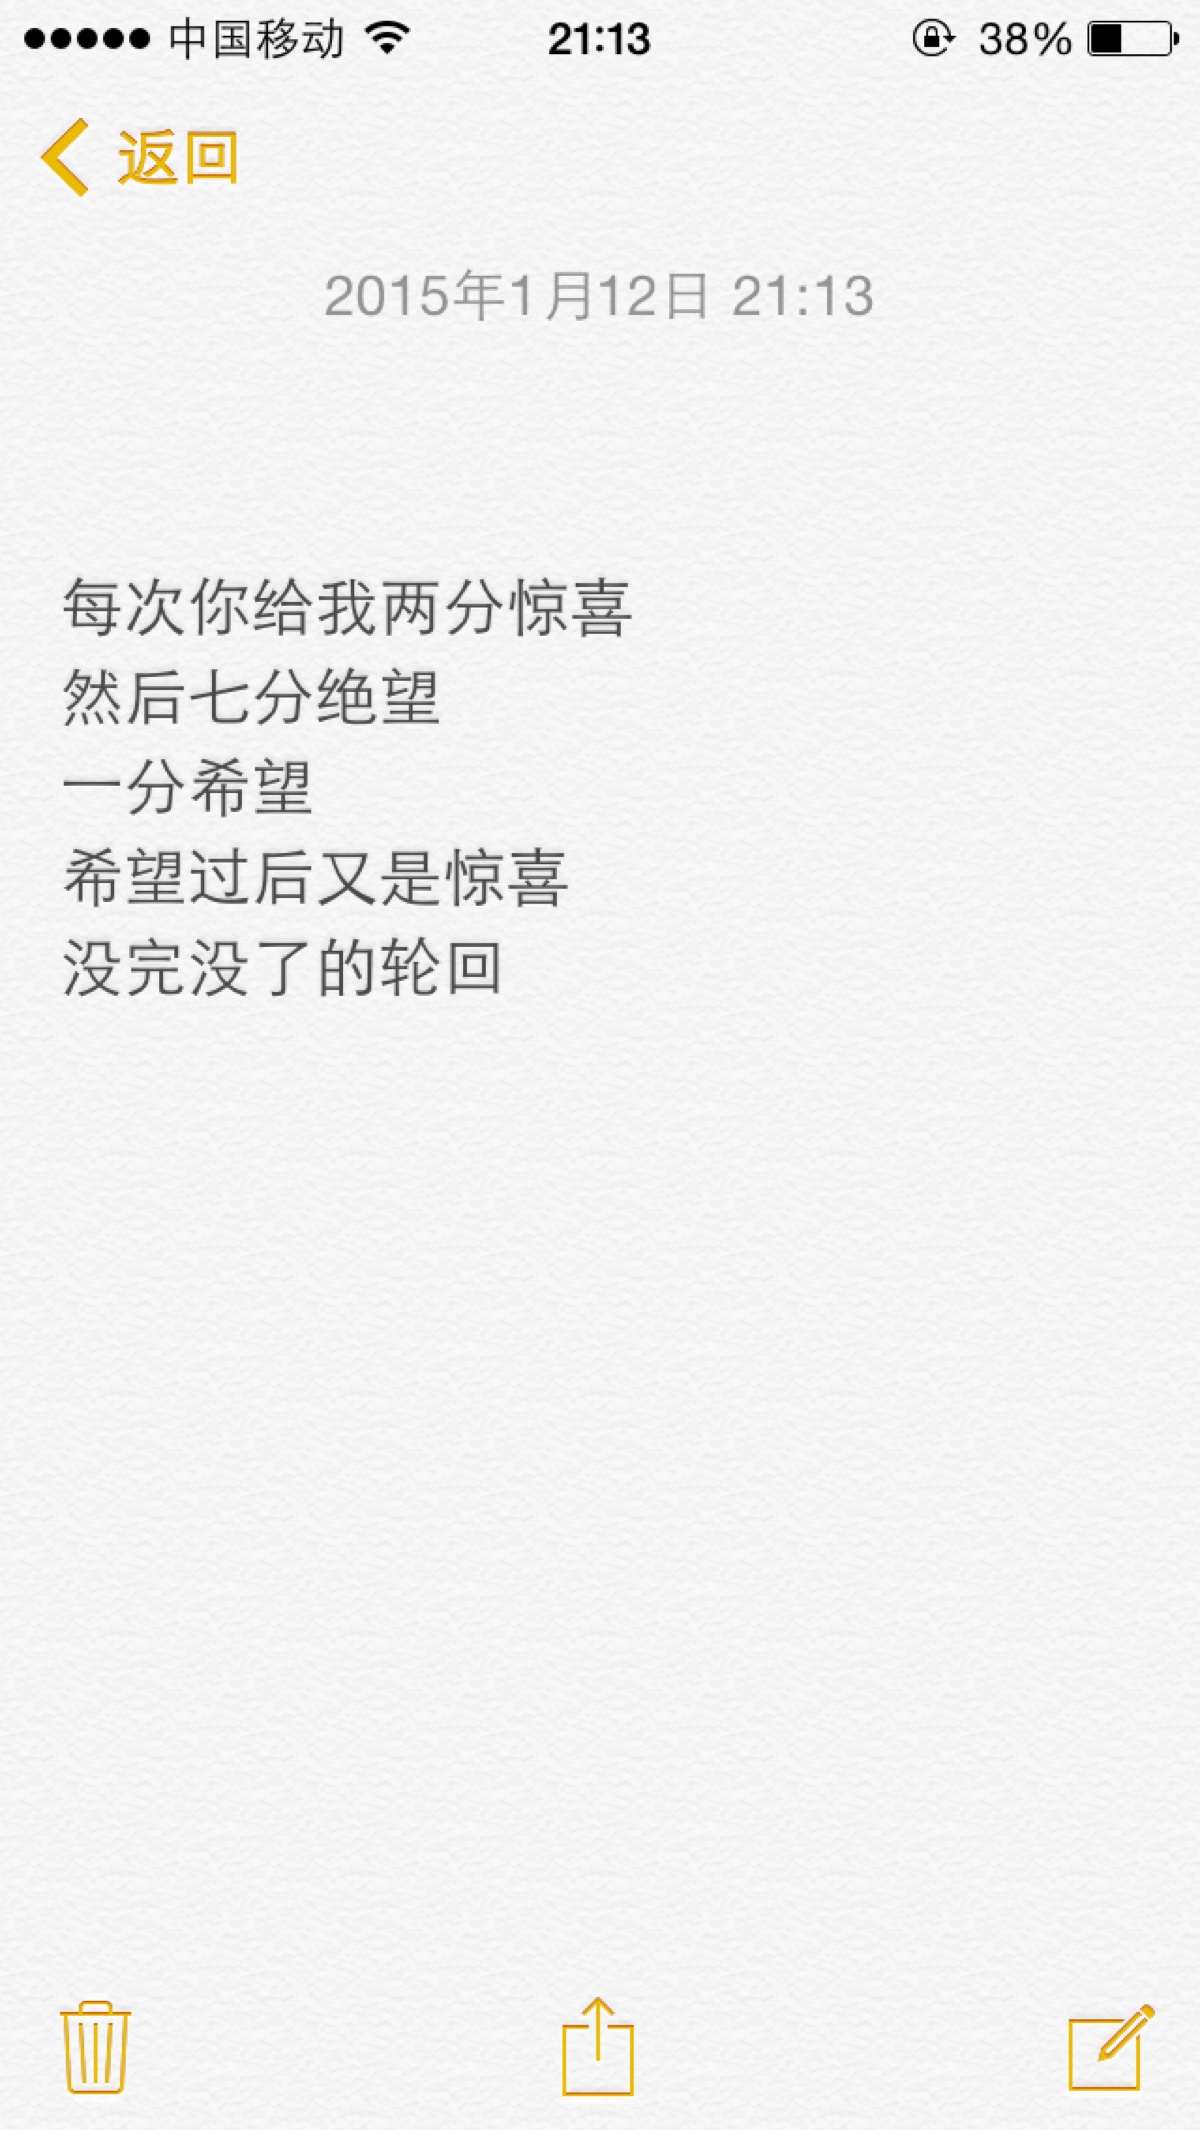 中国移动 21:13 38%
返回
2015年1月12日 21:13
每次你给我两分惊喜
然后七分绝望
一分希望
希望过后又是惊喜
没完没了的轮回